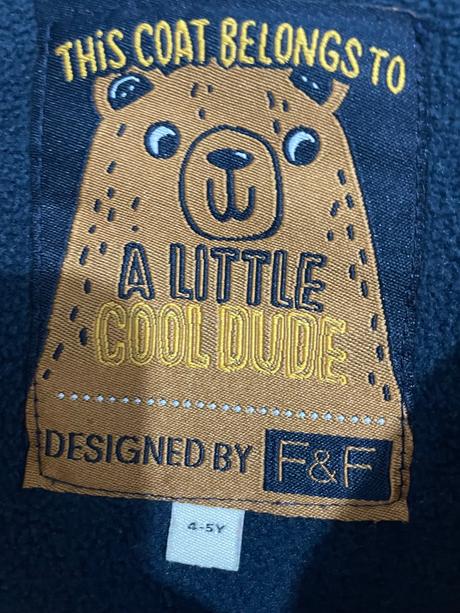 THIS COAT BELONGS TO
A LITTLE
COOL DUDE
DESIGNED BY F&F
4-5Y